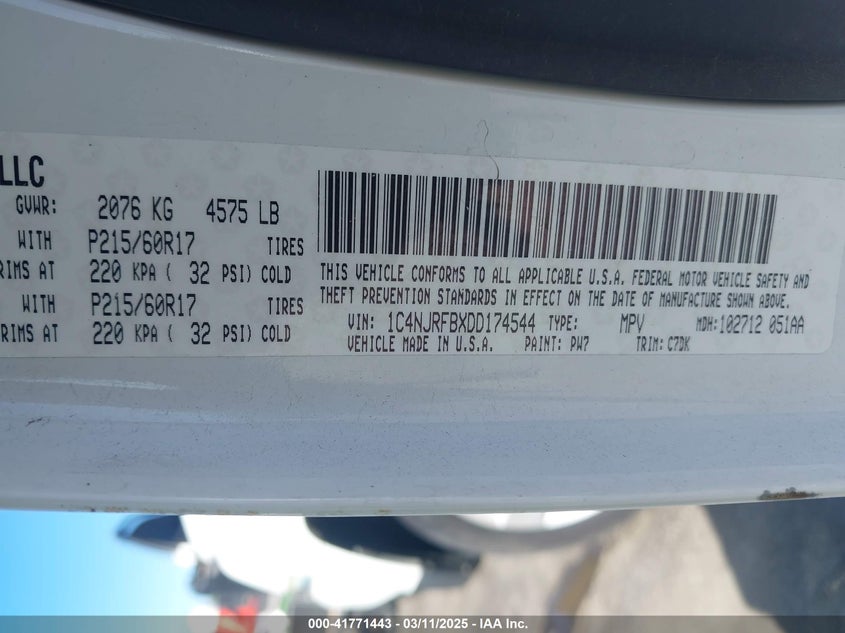 LLC
GVWR: 2076 KG 4575 LB
WITH P215/60R17 TIRES
RIMS AT 220 KPA ( 32 PSI) COLD
WITH P215/60R17 TIRES
RIMS AT 220 KPA ( 32 PSI) COLD
THIS VEHICLE CONFORMS TO ALL APPLICABLE U.S.A. FEDERAL MOTOR VEHICLE SAFETY AND
THEFT PREVENTION STANDARDS IN EFFECT ON THE DATE OF MANUFACTURE SHOWN ABOVE.
VIN: 1C4NJRFBXDD174544 TYPE: MPV MDH:102712 051AA
VEHICLE MADE IN U.S.A. PAINT: PW7 TRIM: C7DK
000-41771443 - 03/11/2025 - IAA Inc.